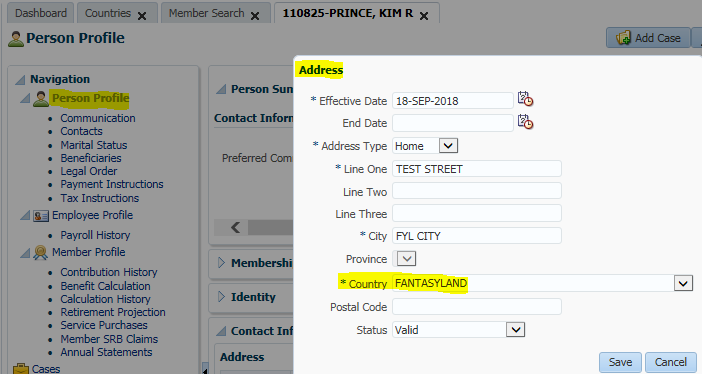 Dashboard
Countries
Member Search
110825-PRINCE, KIM R
Person Profile
Add Case
Navigation
Person Profile
Communication
Contacts
Marital Status
Beneficiaries
Legal Order
Payment Instructions
Tax Instructions
Employee Profile
Payroll History
Member Profile
Contribution History
Benefit Calculation
Calculation History
Retirement Projection
Service Purchases
Member SRB Claims
Annual Statements
Cases
Person Sum
Contact Inform
Preferred Com
Membershi
Identity
Contact Inf
Address
Address
* Effective Date 18-SEP-2018
End Date
* Address Type Home
* Line One TEST STREET
Line Two
Line Three
* City FYL CITY
Province
* Country FANTASYLAND
Postal Code
Status Valid
Save Cancel